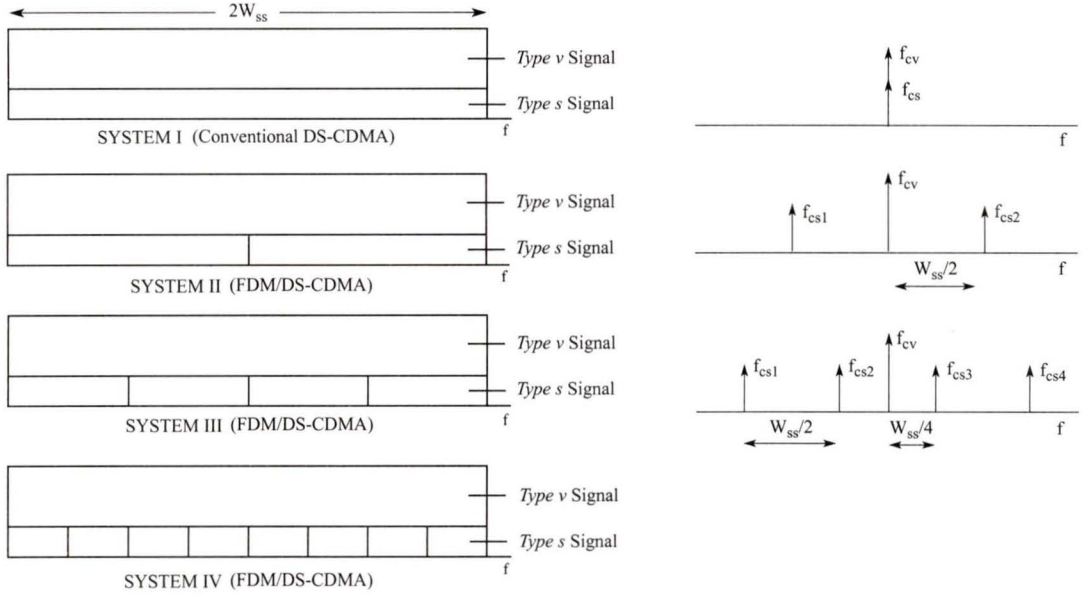 2W_ss
Type v Signal
Type s Signal
f
SYSTEM I (Conventional DS-CDMA)
f_cv
f_cs
f
Type v Signal
Type s Signal
f
SYSTEM II (FDM/DS-CDMA)
f_cv
f_cs1
f_cs2
W_ss/2
f
Type v Signal
Type s Signal
f
SYSTEM III (FDM/DS-CDMA)
f_cv
f_cs1
f_cs2
f_cs3
f_cs4
W_ss/2
W_ss/4
f
Type v Signal
Type s Signal
f
SYSTEM IV (FDM/DS-CDMA)